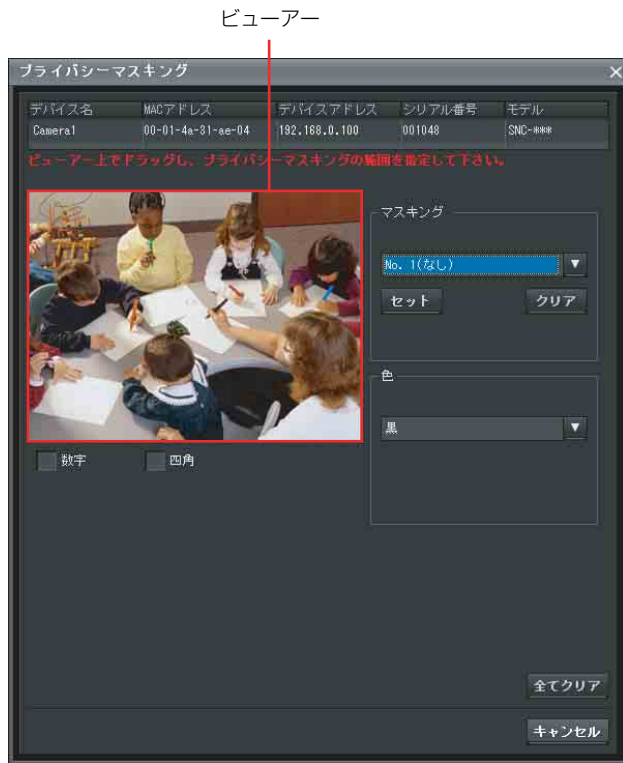 ビューアー
プライバシーマスキング
デバイス名 MACアドレス デバイスアドレス シリアル番号 モデル
Camera1 00-01-4a-81-ae-04 192.168.0.100 001048 SNC-***
ビューアー上でドラッグし、プライバシーマスキングの範囲を指定して下さい。
マスキング
No. 1(なし)
セット クリア
色
黒
数字 四角
全てクリア
キャンセル